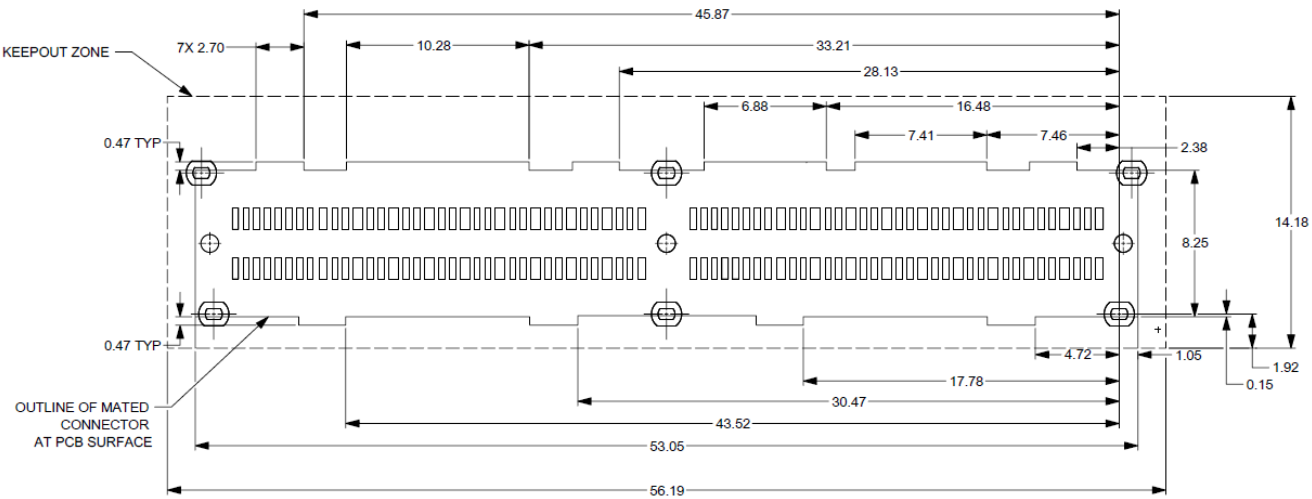 45.87
7X 2.70
10.28
33.21
KEEPOUT ZONE
28.13
6.88
16.48
7.41
7.46
0.47 TYP
2.38
14.18
8.25
0.47 TYP
4.72
1.05
1.92
17.78
0.15
30.47
OUTLINE OF MATED
CONNECTOR
AT PCB SURFACE
43.52
53.05
56.19